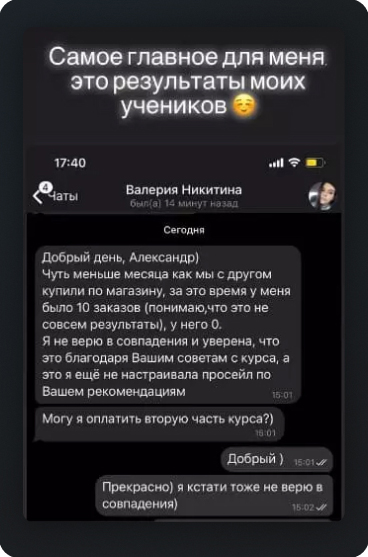 Самое главное для меня
это результаты моих
учеников ☺️
17:40
4
Чаты
Валерия Никитина
был(а) 14 минут назад
Сегодня
Добрый день, Александр)
Чуть меньше месяца как мы с другом
купили по магазину, за это время у меня
было 10 заказов (понимаю,что это не
совсем результаты), у него 0.
Я не верю в совпадения и уверена, что
это благодаря Вашим советам с курса, а
это я ещё не настраивала просейл по
Вашем рекомендациям
15:01
Могу я оплатить вторую часть курса?)
15:01
Добрый )
15:01
Прекрасно) я кстати тоже не верю в
совпадения)
15:02